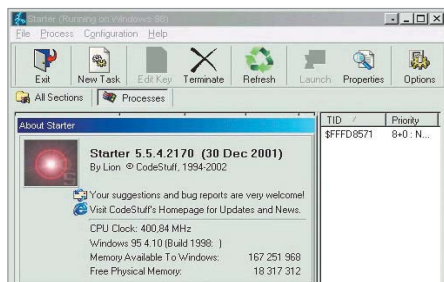 Starter (Running on Windows 98)
File Process Configuration Help
Exit New Task Edit Key Terminate Refresh Launch Properties Options
All Sections Processes
About Starter
TID Priority
$FFFD8571 8+0 : N...
Starter 5.5.4.2170 (30 Dec 2001)
By Lion © CodeStuff, 1994-2002
Your suggestions and bug reports are very welcome!
Visit CodeStuff's Homepage for Updates and News.
CPU Clock: 400,84 MHz
Windows 95 4.10 (Build 1998: )
Memory Available To Windows: 167 251 968
Free Physical Memory: 18 317 312